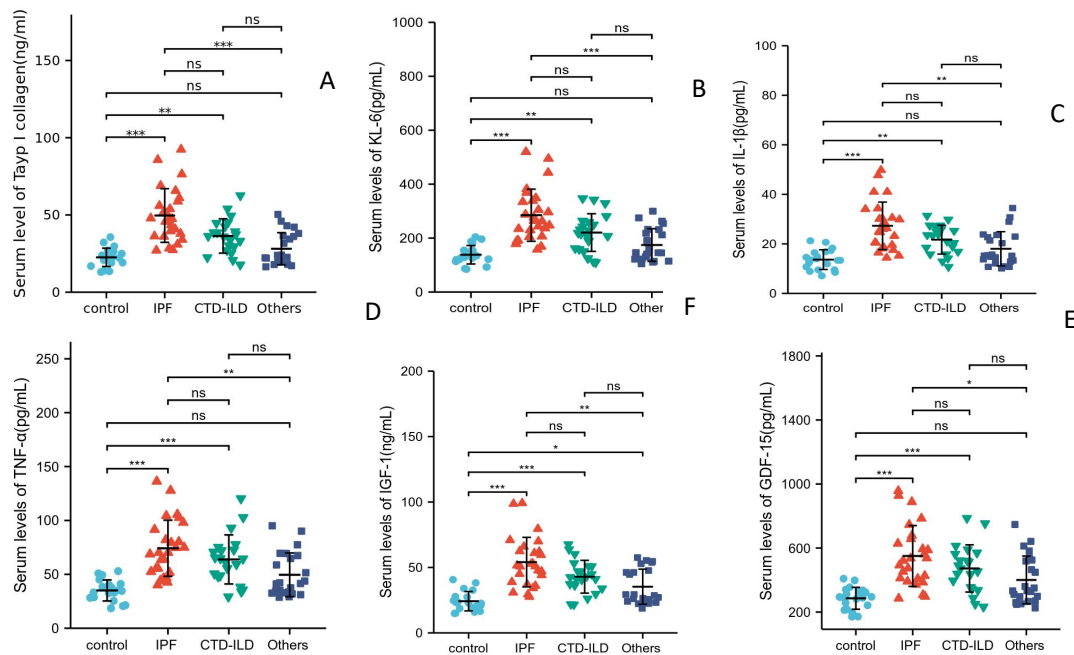 Serum level of Tayp I collagen(ng/ml)
150
100
50
0
ns
***
ns
ns
**
***
control IPF CTD-ILD Others
A
Serum levels of KL-6(pg/mL)
1000
800
600
400
200
0
ns
***
ns
ns
**
***
control IPF CTD-ILD Other
B
Serum levels of IL-1β(pg/mL)
100
80
60
40
20
0
ns
**
ns
ns
**
***
control IPF CTD-ILD Others
C
Serum levels of TNF-α(pg/mL)
250
200
150
100
50
0
ns
**
ns
ns
***
***
control IPF CTD-ILD Others
D
Serum levels of IGF-1(ng/mL)
200
150
100
50
0
ns
**
ns
*
***
***
control IPF CTD-ILD Others
F
Serum levels of GDF-15(pg/mL)
1800
1400
1000
600
200
ns
*
ns
ns
***
***
control IPF CTD-ILD Others
E